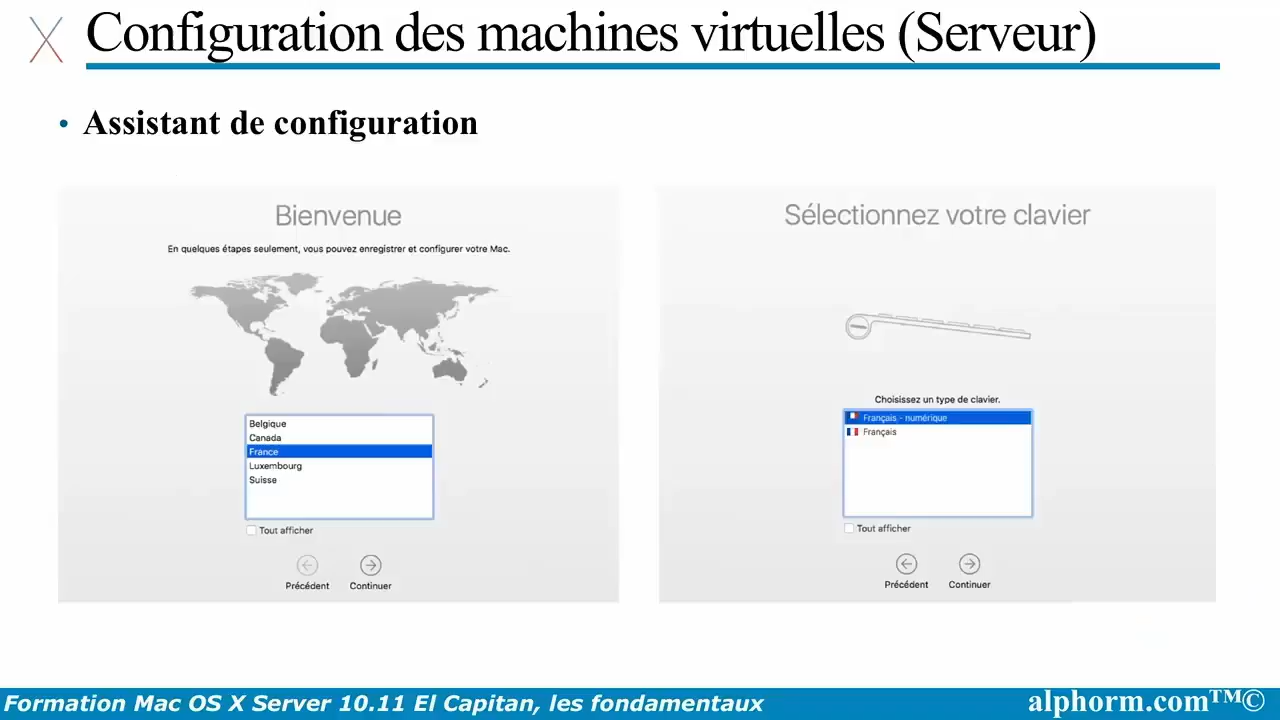 Configuration des machines virtuelles (Serveur)
• Assistant de configuration
Bienvenue
En quelques étapes seulement, vous pouvez enregistrer et configurer votre Mac.
Belgique
Canada
France
Luxembourg
Suisse
Tout afficher
Précédent
Continuer
Sélectionnez votre clavier
Choisissez un type de clavier.
Français - numérique
Français
Tout afficher
Précédent
Continuer
Formation Mac OS X Server 10.11 El Capitan, les fondamentaux
alphorm.com™©